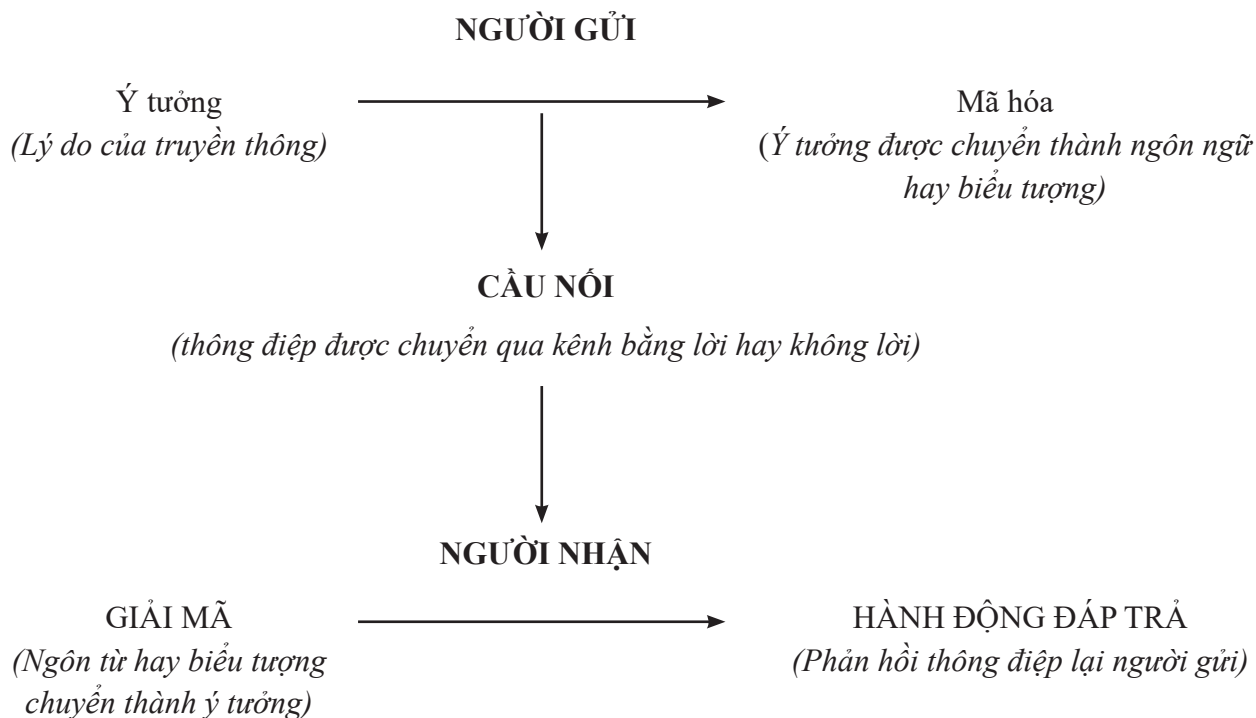 NGƯỜI GỬI
Ý tưởng
(Lý do của truyền thông)
Mã hóa
(Ý tưởng được chuyển thành ngôn ngữ
hay biểu tượng)
CẦU NỐI
(thông điệp được chuyển qua kênh bằng lời hay không lời)
NGƯỜI NHẬN
GIẢI MÃ
(Ngôn từ hay biểu tượng
chuyển thành ý tưởng)
HÀNH ĐỘNG ĐÁP TRẢ
(Phản hồi thông điệp lại người gửi)